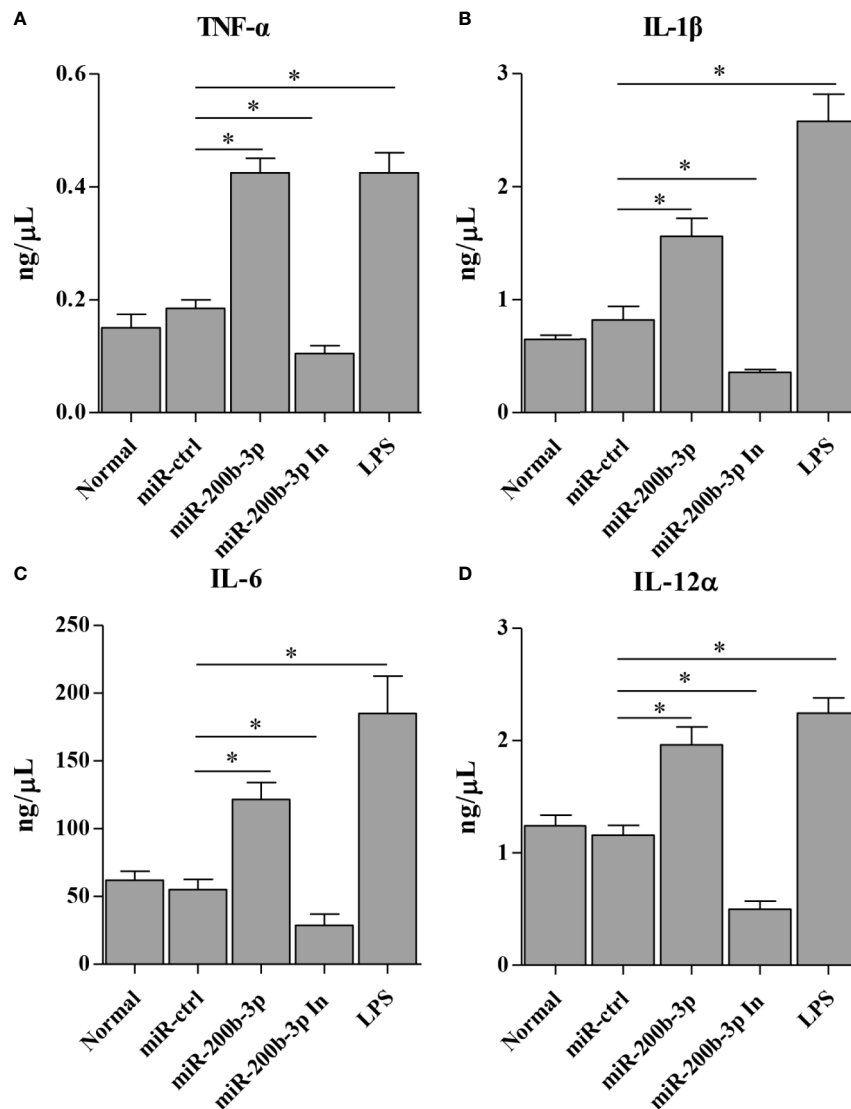 A
TNF-α
ng/μL
0.6
0.4
0.2
0.0
*
*
*
Normal
miR-ctrl
miR-200b-3p
miR-200b-3p In
LPS
B
IL-1β
ng/μL
3
2
1
0
*
*
*
Normal
miR-ctrl
miR-200b-3p
miR-200b-3p In
LPS
C
IL-6
ng/μL
250
200
150
100
50
0
*
*
*
Normal
miR-ctrl
miR-200b-3p
miR-200b-3p In
LPS
D
IL-12α
ng/μL
3
2
1
0
*
*
*
Normal
miR-ctrl
miR-200b-3p
miR-200b-3p In
LPS